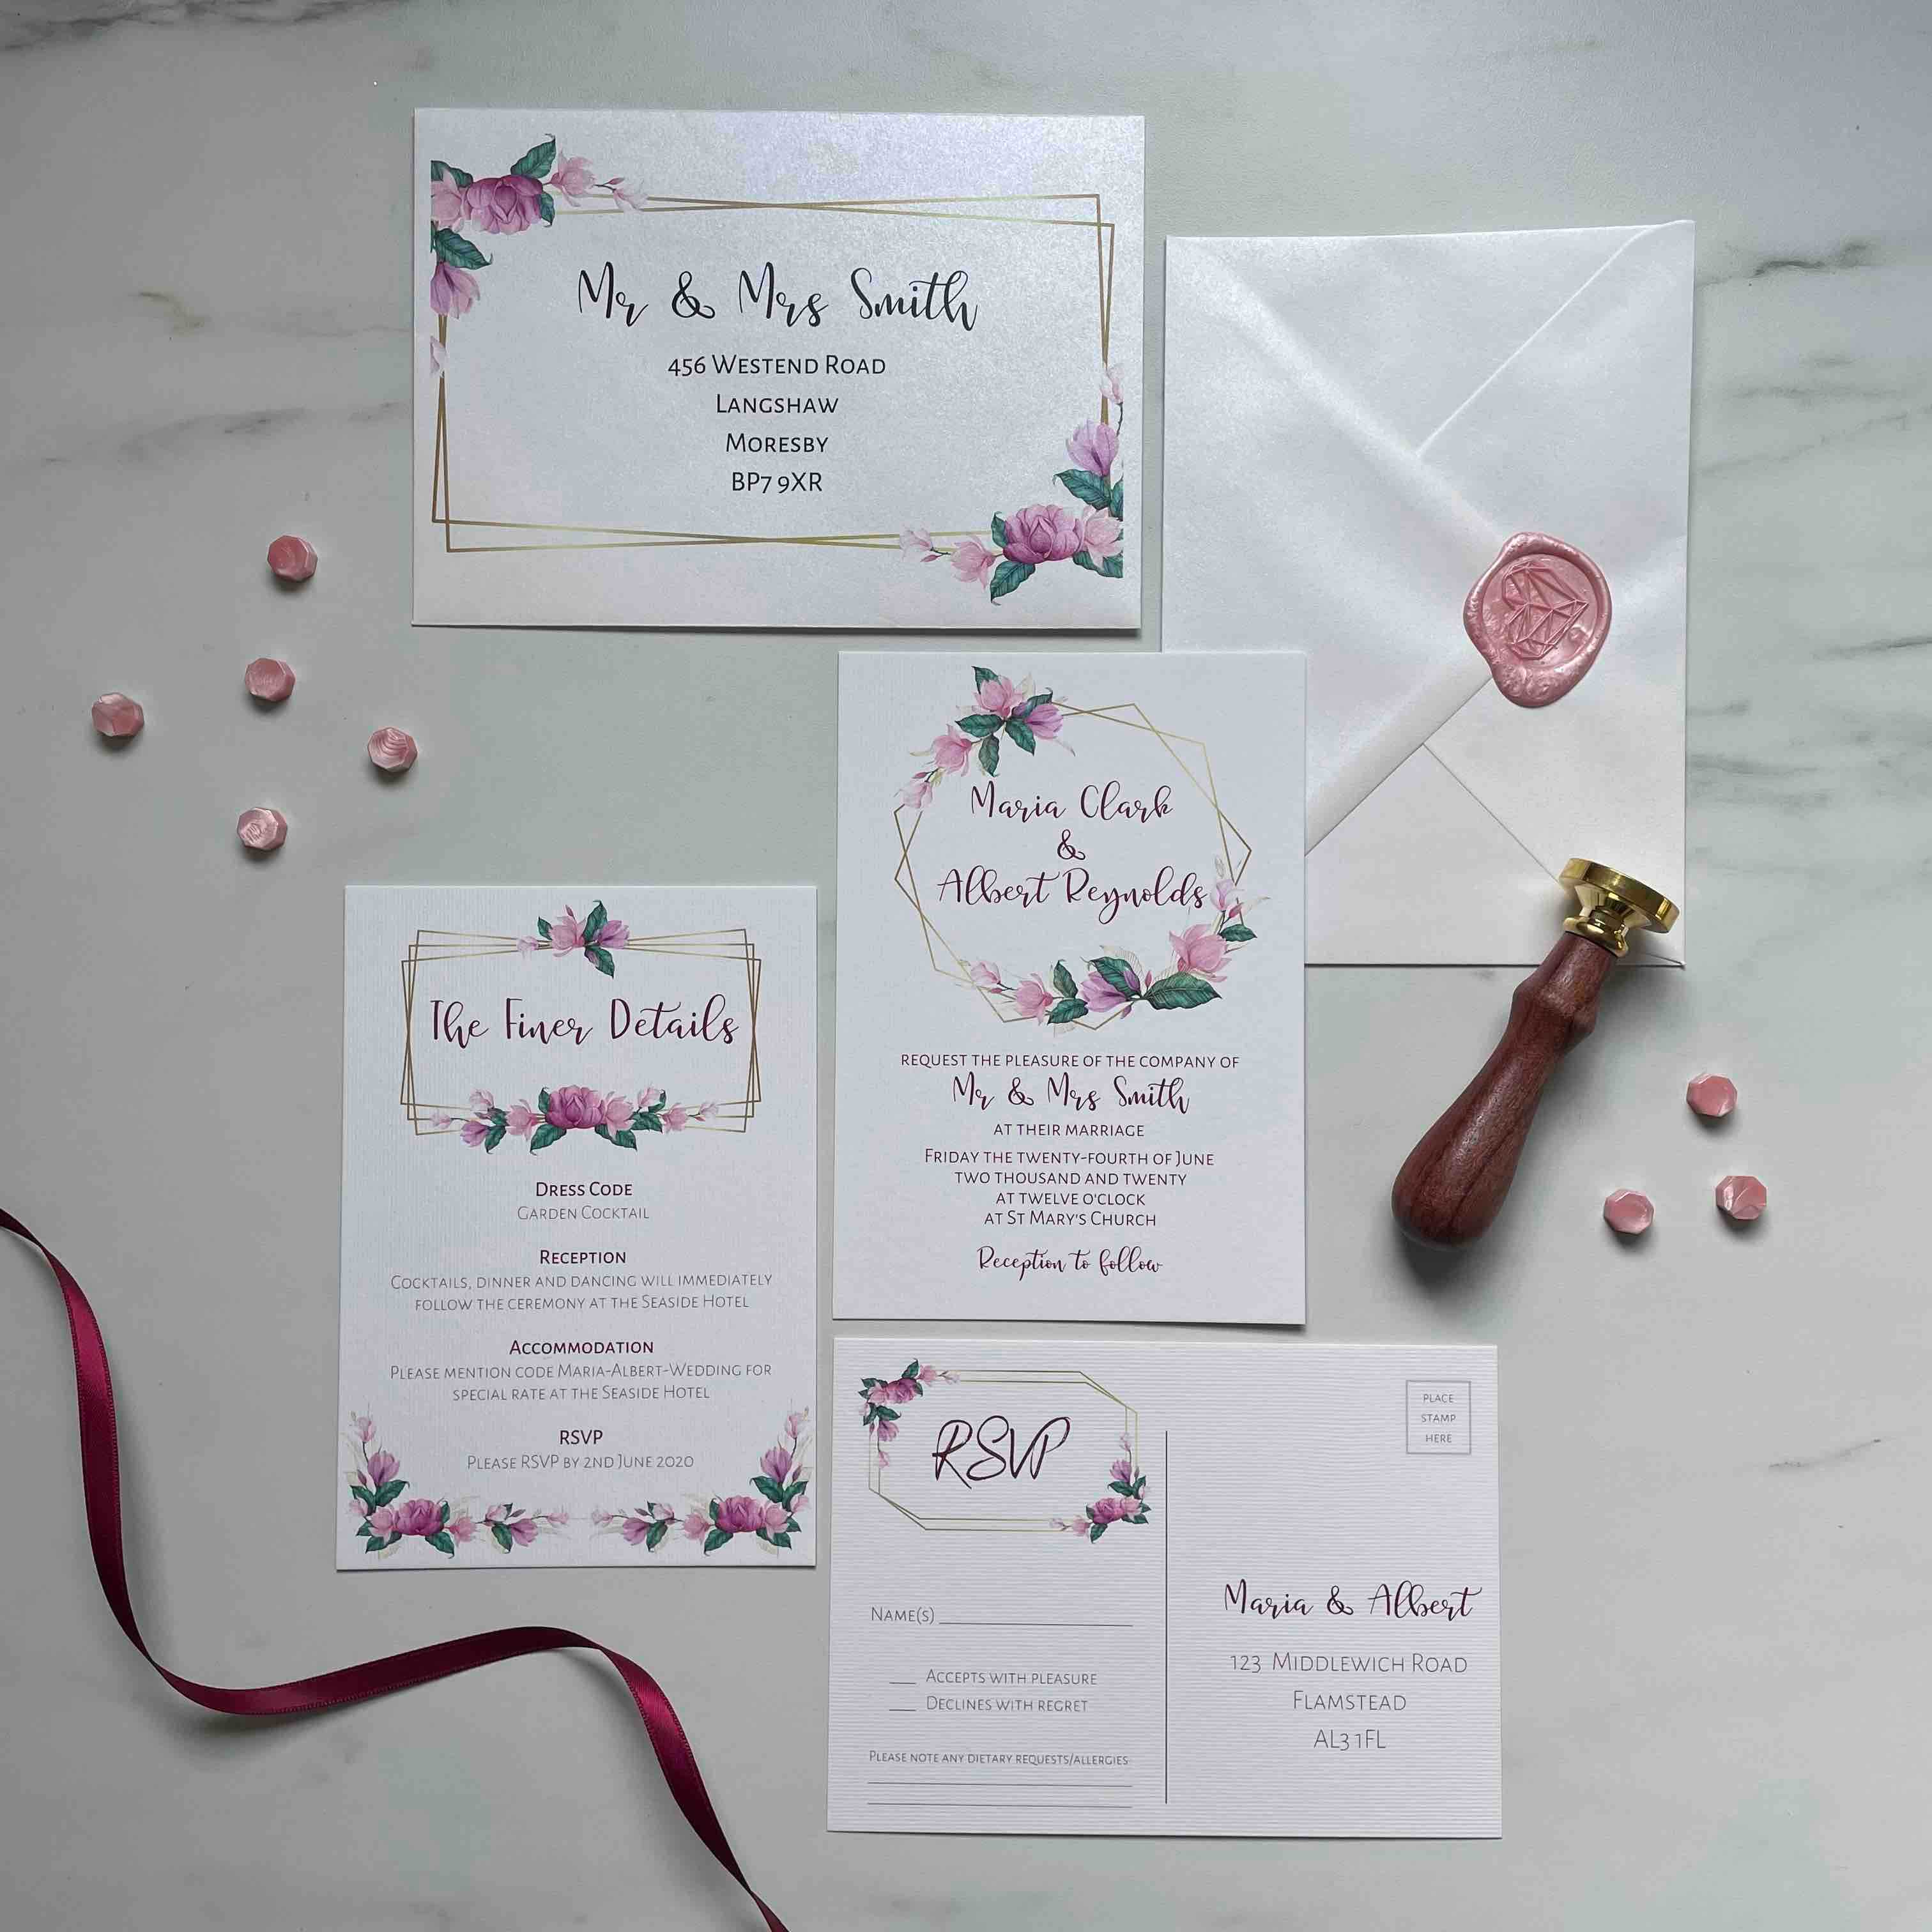 Mr & Mrs Smith
456 Westend Road
Langshaw
Moresby
BP7 9XR
Maria Clark
&
Albert Reynolds
request the pleasure of the company of
Mr & Mrs Smith
at their marriage
Friday the twenty-fourth of June
two thousand and twenty
at twelve o'clock
at St Mary's Church
Reception to follow
The Finer Details
Dress Code
Garden Cocktail
Reception
Cocktails, dinner and dancing will immediately
follow the ceremony at the Seaside Hotel
Accommodation
Please mention code Maria-Albert-Wedding for
special rate at the Seaside Hotel
RSVP
Please RSVP by 2nd June 2020
RSVP
Name(s)
Accepts with pleasure
Declines with regret
Please note any dietary requests/allergies
PLACE
STAMP
HERE
Maria & Albert
123 Middlewich Road
Flamstead
AL3 1FL